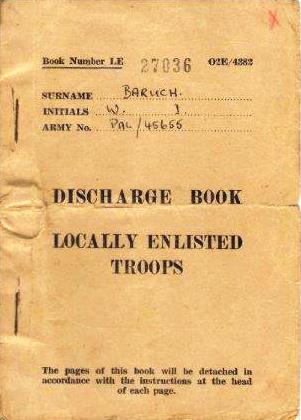 Book Number LE 27036 O2E/4382
SURNAME BARUCH.
INITIALS W. J
ARMY No. PAL/45655
DISCHARGE BOOK
LOCALLY ENLISTED
TROOPS
The pages of this book will be detached in
accordance with the instructions at the head
of each page.